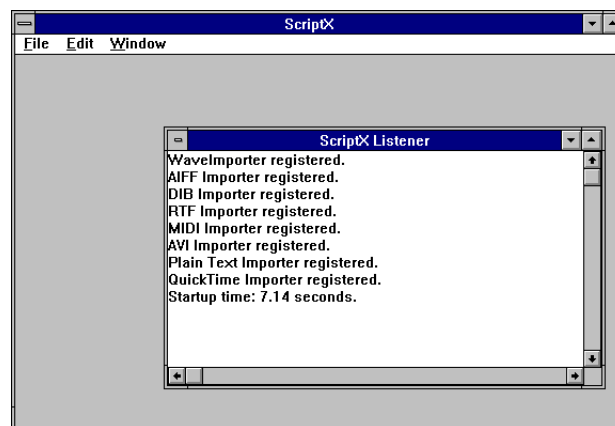 ScriptX
File Edit Window
ScriptX Listener
WaveImporter registered.
AIFF Importer registered.
DIB Importer registered.
RTF Importer registered.
MIDI Importer registered.
AVI Importer registered.
Plain Text Importer registered.
QuickTime Importer registered.
Startup time: 7.14 seconds.